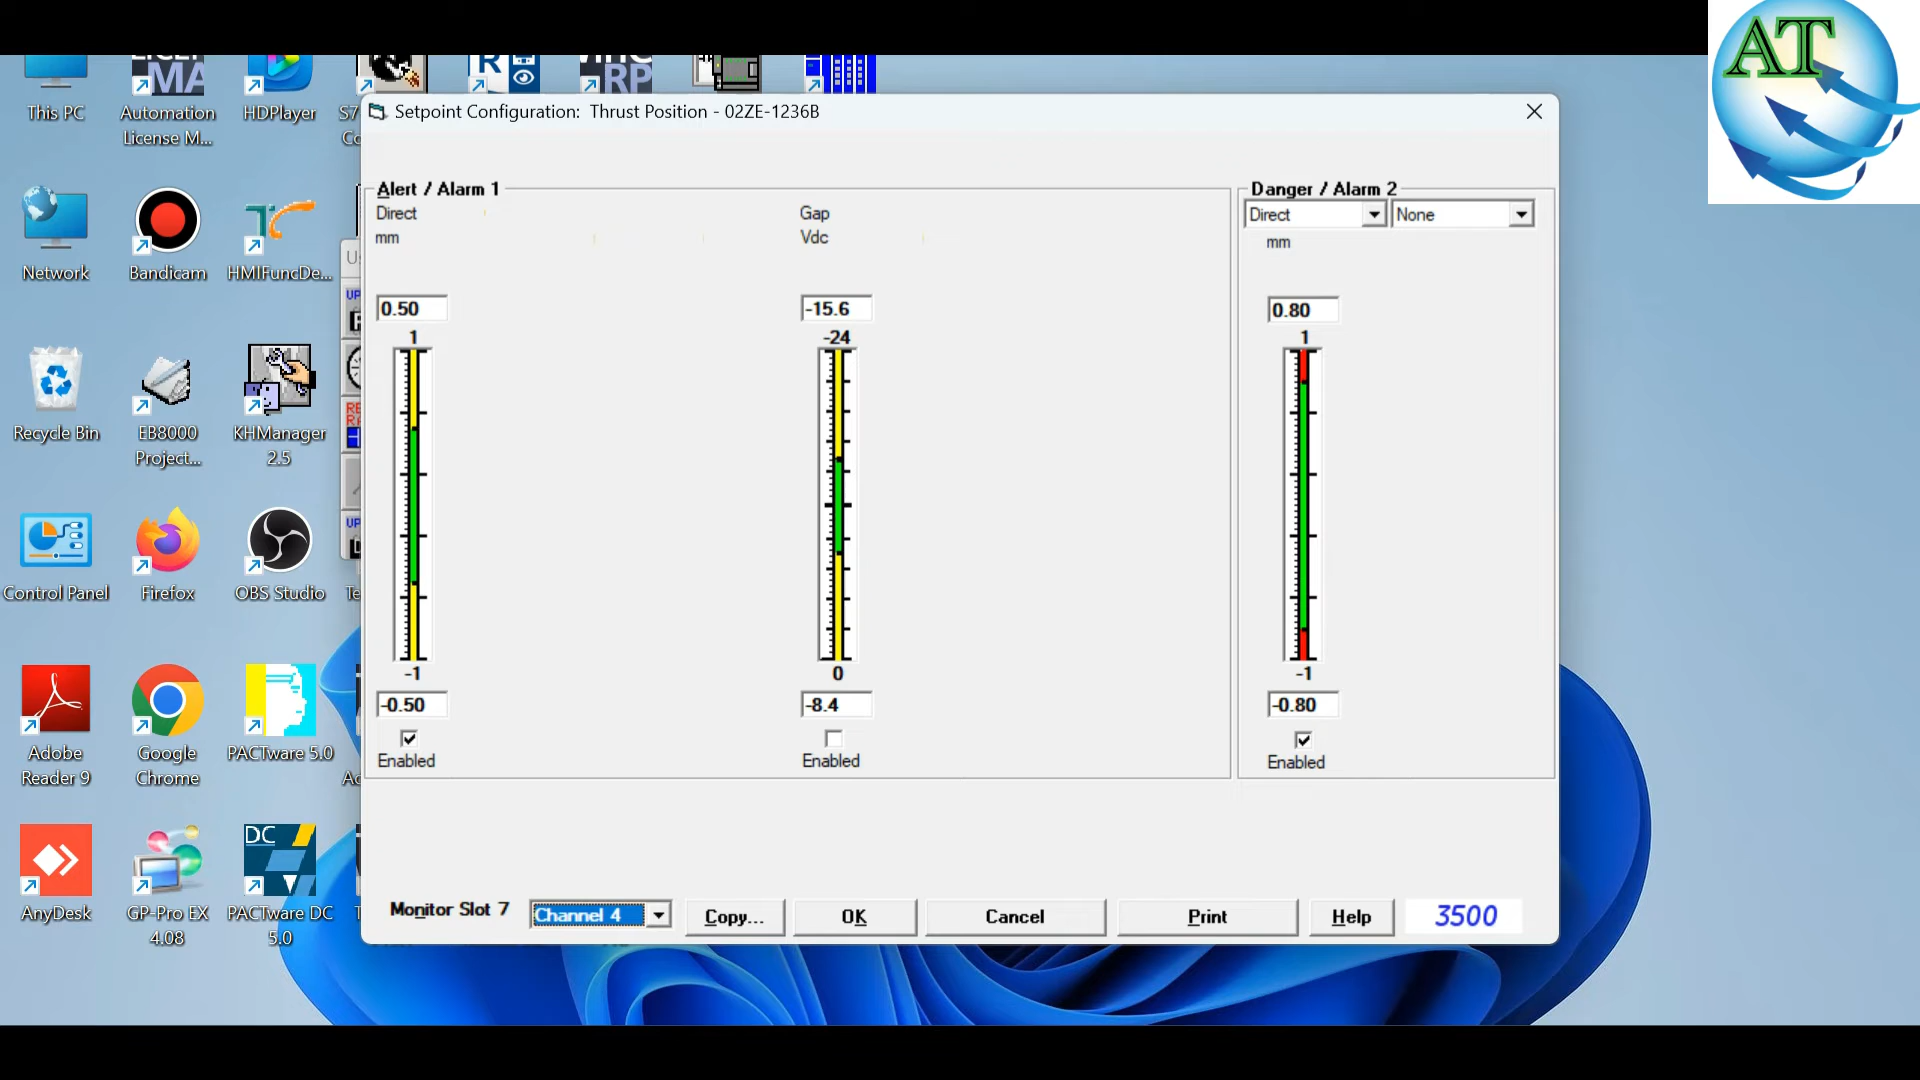 AT
This PC
Automation
License M...
HDPlayer
S7
Setpoint Configuration: Thrust Position - 02ZE-1236B
Network
Bandicam
HMIFuncDe...
Recycle Bin
EB8000
Project...
KHManager
2.5
Control Panel
Firefox
OBS Studio
Adobe
Reader 9
Google
Chrome
PACTware 5.0
AnyDesk
GP-Pro EX
4.08
DC
PACTware DC
5.0
Alert / Alarm 1
Direct
mm
0.50
1
-1
-0.50
Enabled
Gap
Vdc
-15.6
-24
0
-8.4
Enabled
Danger / Alarm 2
Direct
None
mm
0.80
1
-1
-0.80
Enabled
Monitor Slot 7
Channel 4
Copy...
OK
Cancel
Print
Help
3500